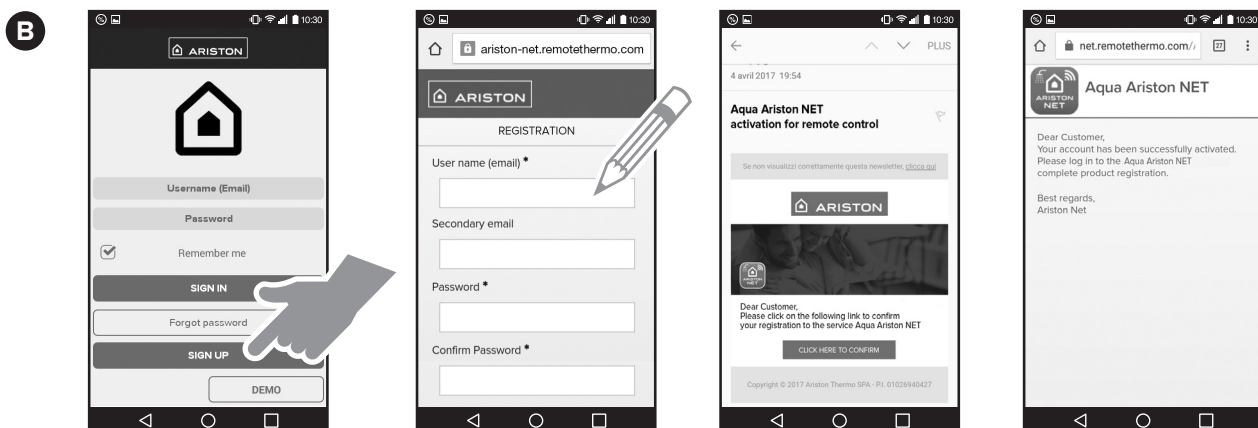 B
10:30
ARISTON
Username (Email)
Password
Remember me
SIGN IN
Forgot password
SIGN UP
DEMO
10:30
ariston-net.remotethermo.com
ARISTON
REGISTRATION
User name (email) *
Secondary email
Password *
Confirm Password *
10:30
PLUS
4 avril 2017 19:54
Aqua Ariston NET
activation for remote control
Se non visualizzi correttamente questa newsletter, clicca qui
ARISTON
ARISTON
NET
Dear Customer,
Please click on the following link to confirm
your registration to the service Aqua Ariston NET
CLICK HERE TO CONFIRM
Copyright © 2017 Ariston Thermo SPA - P.I. 01026940427
10:30
net.remotethermo.com/
27
ARISTON
NET
Aqua Ariston NET
Dear Customer,
Your account has been successfully activated.
Please log in to the Aqua Ariston NET
complete product registration.
Best regards,
Ariston Net